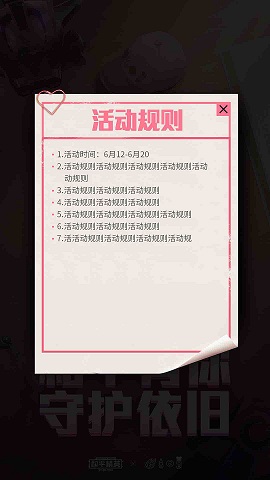 活动规则
· 1.活动时间：6月12-6月20
· 2.活动规则活动规则活动规则活动规则活动
动规则
· 3.活动规则活动规则活动规则
· 4.活动规则活动规则活动规则
· 5.活动规则活动规则活动规则活动规则
· 6.活动规则活动规则活动规则
· 7.活活动规则活动规则活动规则活动规
守护依旧